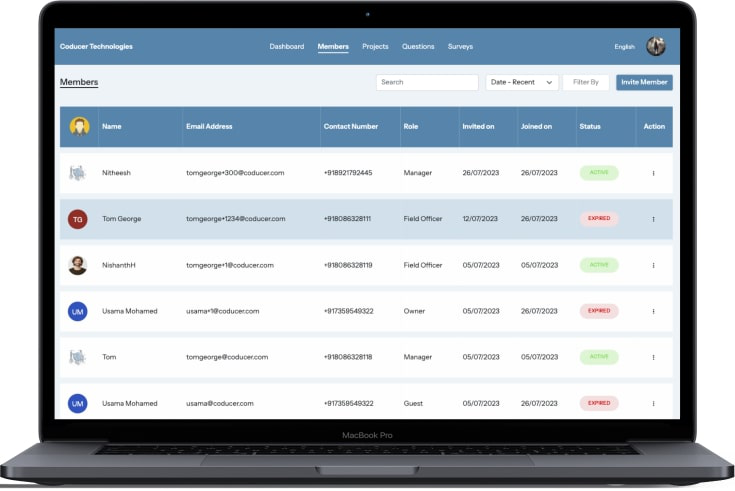 Coducer Technologies Dashboard Members Projects Questions Surveys English
Members Search Date - Recent Filter By Invite Member
Name Email Address Contact Number Role Invited on Joined on Status Action
Nitheesh tomgeorge+300@coducer.com +918921792445 Manager 26/07/2023 26/07/2023 ACTIVE
TG Tom George tomgeorge+1234@coducer.com +918086328111 Field Officer 12/07/2023 26/07/2023 EXPIRED
NishanthH tomgeorge+1@coducer.com +918086328119 Field Officer 05/07/2023 05/07/2023 ACTIVE
UM Usama Mohamed usama+1@coducer.com +917359549322 Owner 05/07/2023 26/07/2023 EXPIRED
Tom tomgeorge@coducer.com +918086328118 Manager 05/07/2023 26/07/2023 ACTIVE
UM Usama Mohamed usama@coducer.com +917358549322 Guest 05/07/2023 26/07/2023 EXPIRED
MacBook Pro